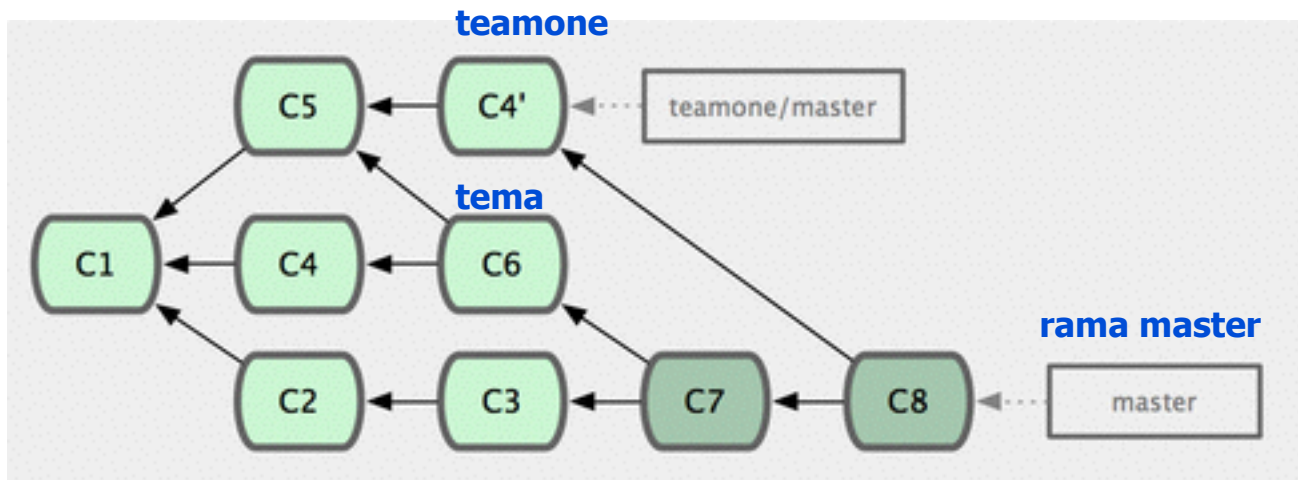 teamone
C5
C4'
teamone/master
tema
C1
C4
C6
rama master
C2
C3
C7
C8
master